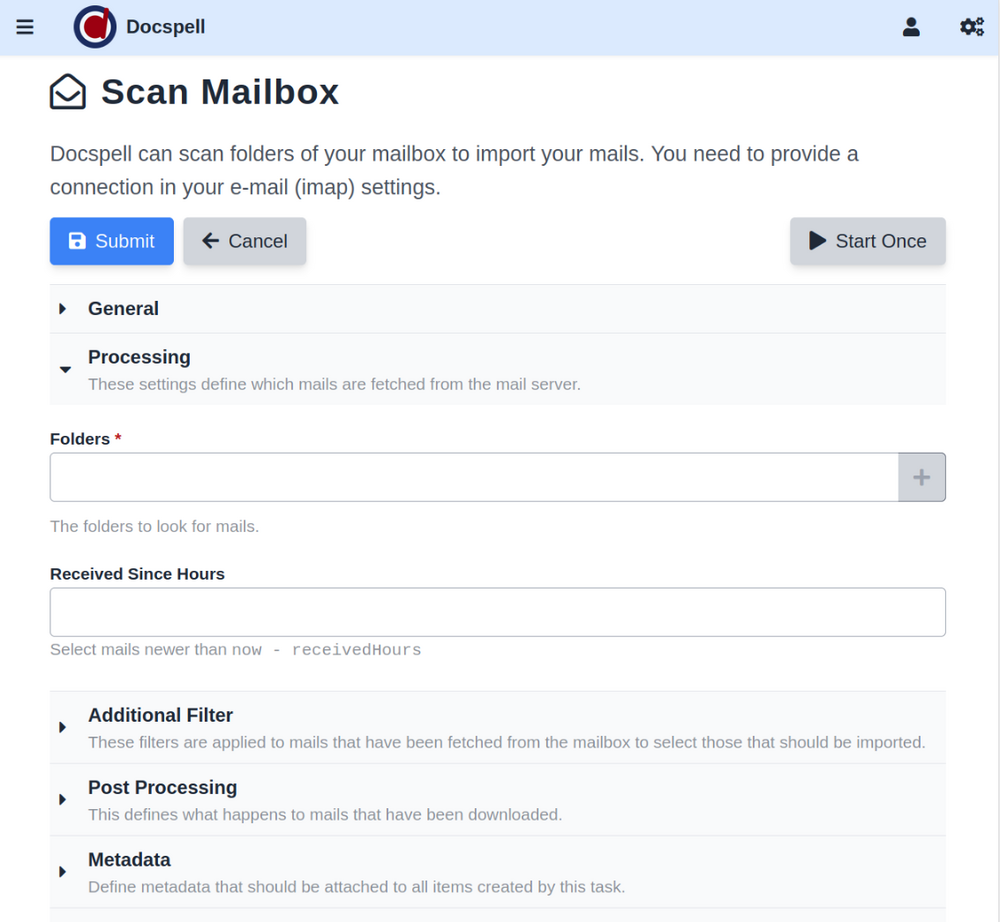 Docspell
Scan Mailbox
Docspell can scan folders of your mailbox to import your mails. You need to provide a
connection in your e-mail (imap) settings.
Submit
Cancel
Start Once
General
Processing
These settings define which mails are fetched from the mail server.
Folders *
The folders to look for mails.
Received Since Hours
Select mails newer than now - receivedHours
Additional Filter
These filters are applied to mails that have been fetched from the mailbox to select those that should be imported.
Post Processing
This defines what happens to mails that have been downloaded.
Metadata
Define metadata that should be attached to all items created by this task.